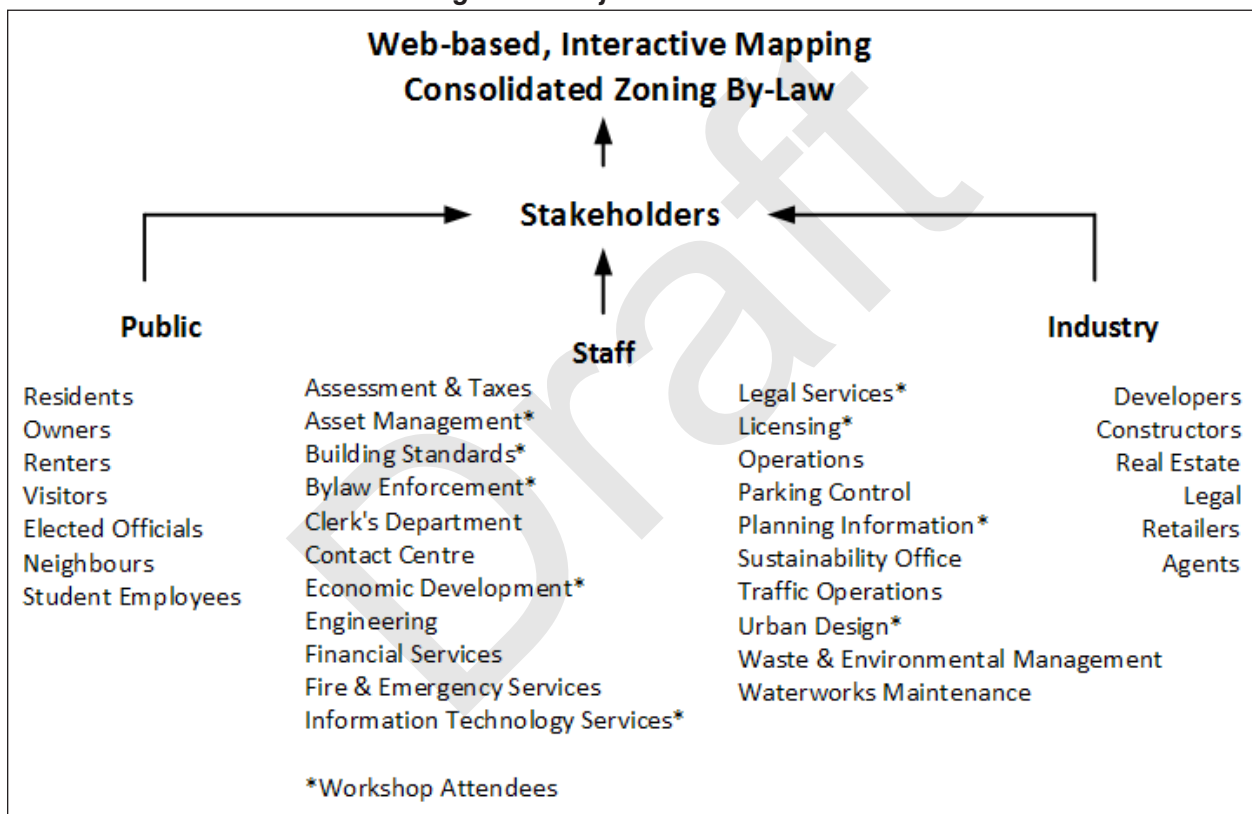 Web-based, Interactive Mapping
Consolidated Zoning By-Law
Stakeholders
Public
Residents
Owners
Renters
Visitors
Elected Officials
Neighbours
Student Employees
Staff
Assessment & Taxes
Asset Management*
Building Standards*
Bylaw Enforcement*
Clerk's Department
Contact Centre
Economic Development*
Engineering
Financial Services
Fire & Emergency Services
Information Technology Services*
*Workshop Attendees
Legal Services*
Licensing*
Operations
Parking Control
Planning Information*
Sustainability Office
Traffic Operations
Urban Design*
Waste & Environmental Management
Waterworks Maintenance
Industry
Developers
Constructors
Real Estate
Legal
Retailers
Agents
Draft